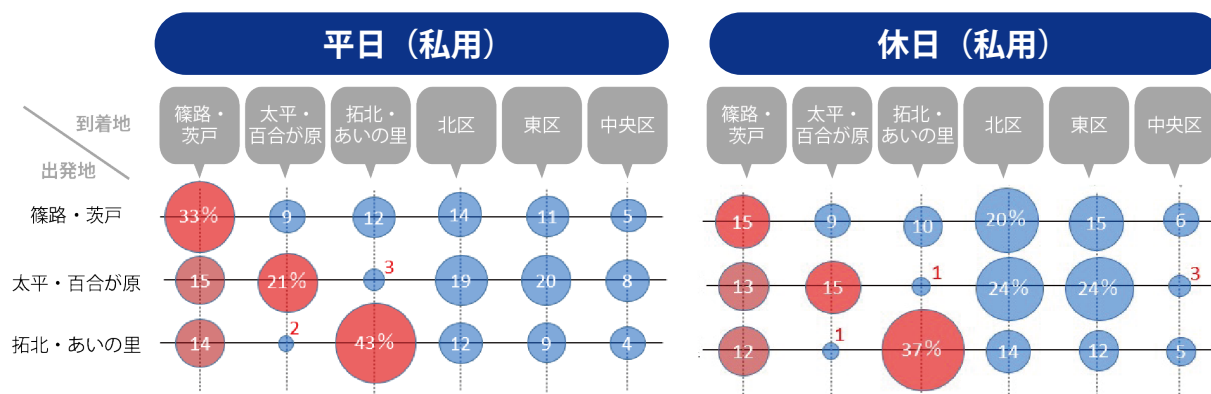 平日（私用）
休日（私用）
到着地
出発地
篠路・
茨戸
太平・
百合が原
拓北・
あいの里
北区
東区
中央区
篠路・
茨戸
太平・
百合が原
拓北・
あいの里
北区
東区
中央区
篠路・茨戸
33%
9
12
14
11
5
15
9
10
20%
15
6
太平・百合が原
15
21%
3
19
20
8
13
15
1
24%
24%
3
拓北・あいの里
14
2
43%
12
9
4
12
1
37%
14
12
5